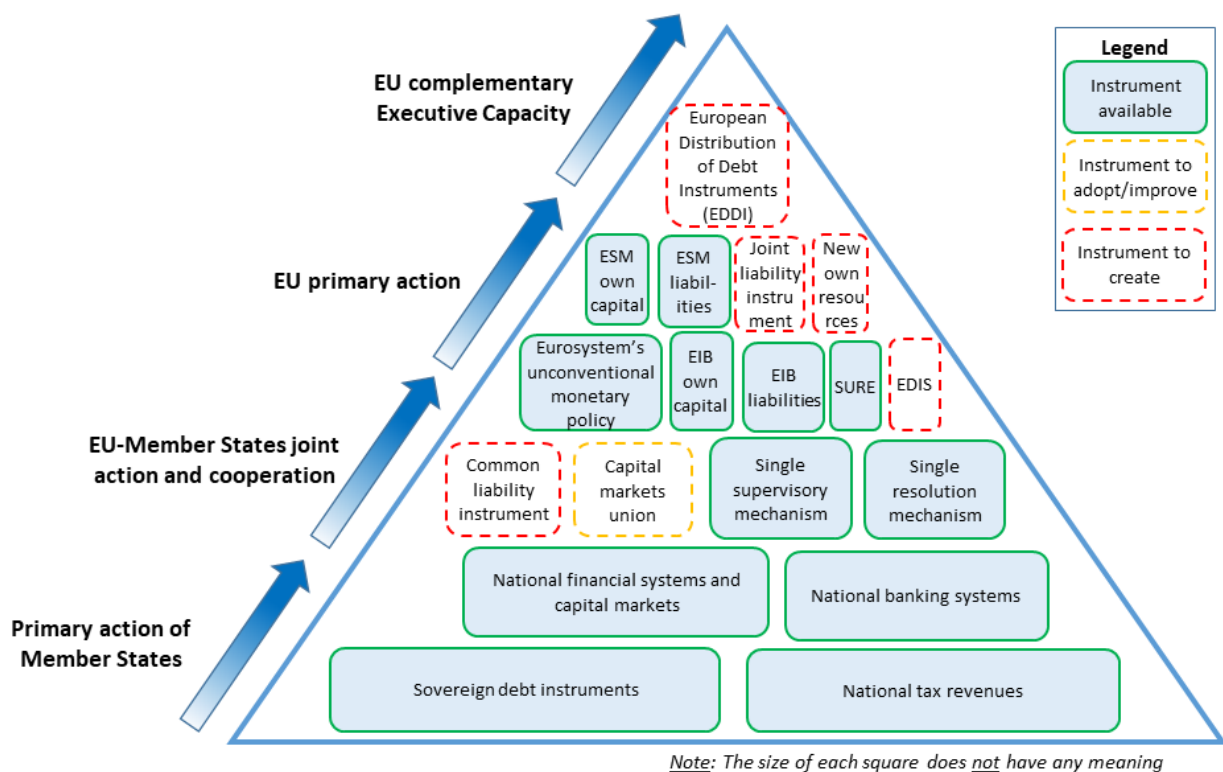 EU complementary
Executive Capacity
EU primary action
EU-Member States joint
action and cooperation
Primary action of
Member States
European
Distribution
of Debt
Instruments
(EDDI)
ESM
own
capital
ESM
liabil-
ities
Joint
liability
instru
ment
New
own
resou
rces
Eurosystem's
unconventional
monetary
policy
EIB
own
capital
EIB
liabilities
SURE
EDIS
Common
liability
instrument
Capital
markets
union
Single
supervisory
mechanism
Single
resolution
mechanism
National financial systems and
capital markets
National banking systems
Sovereign debt instruments
National tax revenues
Legend
Instrument
available
Instrument to
adopt/improve
Instrument to
create
Note: The size of each square does not have any meaning